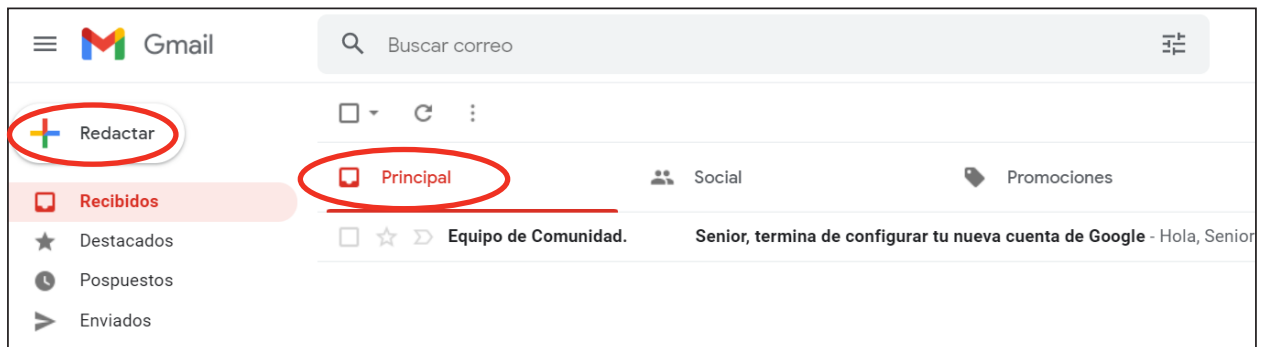 Gmail
Buscar correo
Redactar
Principal
Social
Promociones
Recibidos
Equipo de Comunidad. Senior, termina de configurar tu nueva cuenta de Google - Hola, Senior
Destacados
Pospuestos
Enviados